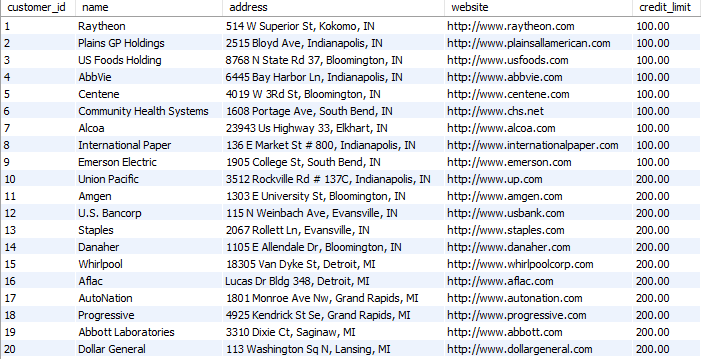 customer_id name address website credit_limit
1 Raytheon 514 W Superior St, Kokomo, IN http://www.raytheon.com 100.00
2 Plains GP Holdings 2515 Bloyd Ave, Indianapolis, IN http://www.plainsallamerican.com 100.00
3 US Foods Holding 8768 N State Rd 37, Bloomington, IN http://www.usfoods.com 100.00
4 AbbVie 6445 Bay Harbor Ln, Indianapolis, IN http://www.abbvie.com 100.00
5 Centene 4019 W 3Rd St, Bloomington, IN http://www.centene.com 100.00
6 Community Health Systems 1608 Portage Ave, South Bend, IN http://www.chs.net 100.00
7 Alcoa 23943 Us Highway 33, Elkhart, IN http://www.alcoa.com 100.00
8 International Paper 136 E Market St # 800, Indianapolis, IN http://www.internationalpaper.com 100.00
9 Emerson Electric 1905 College St, South Bend, IN http://www.emerson.com 100.00
10 Union Pacific 3512 Rockville Rd # 137C, Indianapolis, IN http://www.up.com 200.00
11 Amgen 1303 E University St, Bloomington, IN http://www.amgen.com 200.00
12 U.S. Bancorp 115 N Weinbach Ave, Evansville, IN http://www.usbank.com 200.00
13 Staples 2067 Rollett Ln, Evansville, IN http://www.staples.com 200.00
14 Danaher 1105 E Allendale Dr, Bloomington, IN http://www.danaher.com 200.00
15 Whirlpool 18305 Van Dyke St, Detroit, MI http://www.whirlpoolcorp.com 200.00
16 Aflac Lucas Dr Bldg 348, Detroit, MI http://www.aflac.com 200.00
17 AutoNation 1801 Monroe Ave Nw, Grand Rapids, MI http://www.autonation.com 200.00
18 Progressive 4925 Kendrick St Se, Grand Rapids, MI http://www.progressive.com 200.00
19 Abbott Laboratories 3310 Dixie Ct, Saginaw, MI http://www.abbott.com 200.00
20 Dollar General 113 Washington Sq N, Lansing, MI http://www.dollargeneral.com 200.00